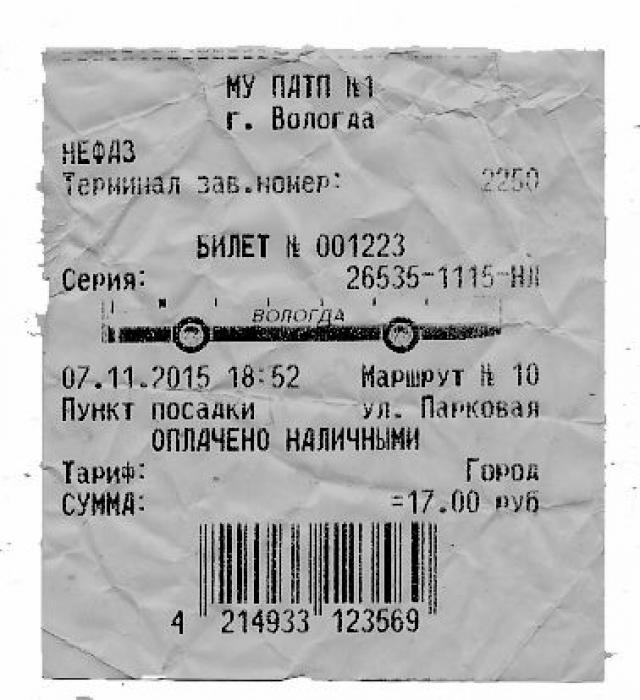 МУ ПАТП №1
г. Вологда
НЕФАЗ
Терминал зав.номер: 2250
БИЛЕТ № 001223
Серия: 26535-1115-НЛ
ВОЛОГДА
07.11.2015 18:52 Маршрут № 10
Пункт посадки ул. Парковая
ОПЛАЧЕНО НАЛИЧНЫМИ
Тариф: Город
СУММА: =17.00 руб
4 214933 123569